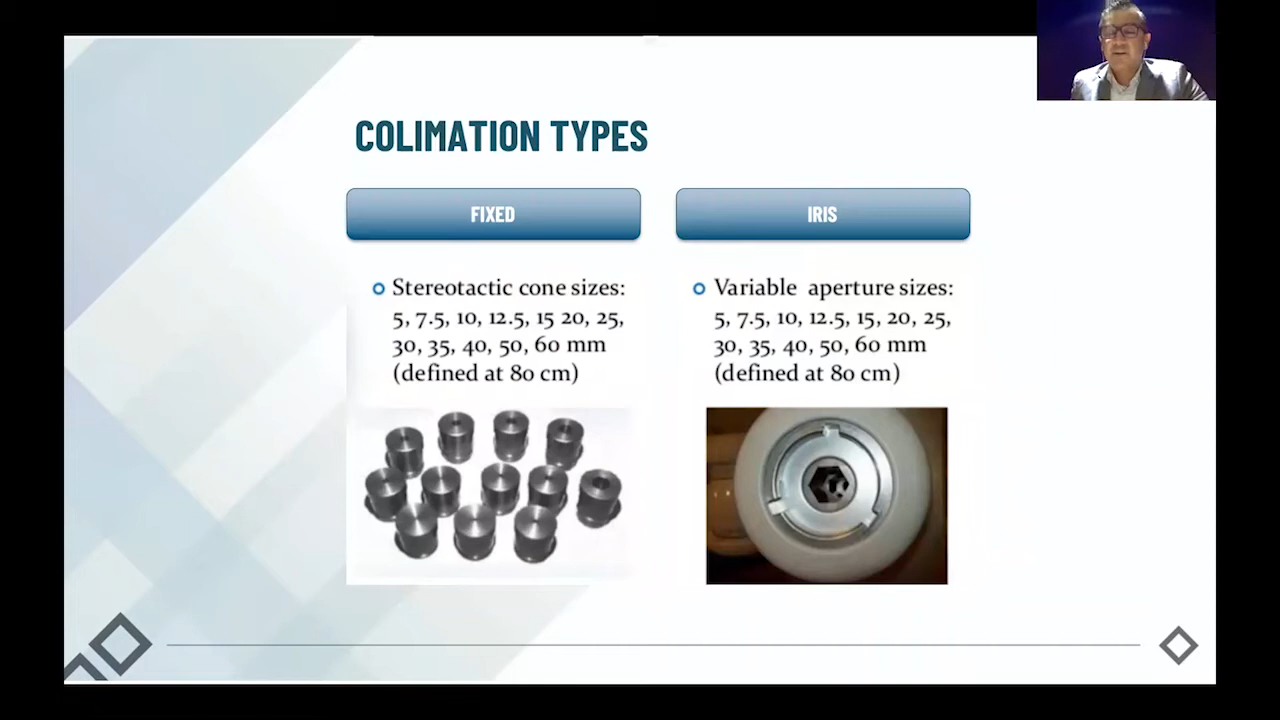 COLIMATION TYPES
FIXED
Stereotactic cone sizes:
5, 7.5, 10, 12.5, 15 20, 25,
30, 35, 40, 50, 60 mm
(defined at 80 cm)
IRIS
Variable aperture sizes:
5, 7.5, 10, 12.5, 15, 20, 25,
30, 35, 40, 50, 60 mm
(defined at 80 cm)